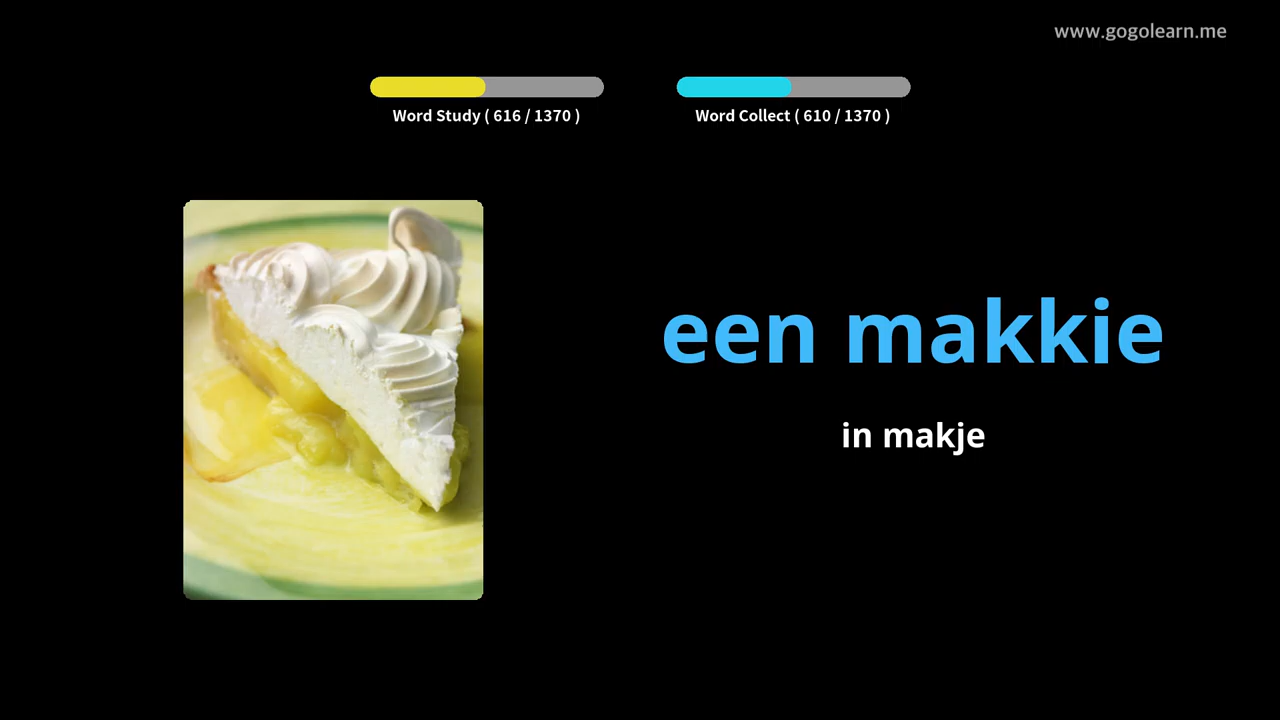 www.gogolearn.me
Word Study ( 616 / 1370 )
Word Collect ( 610 / 1370 )
een makkie
in makje